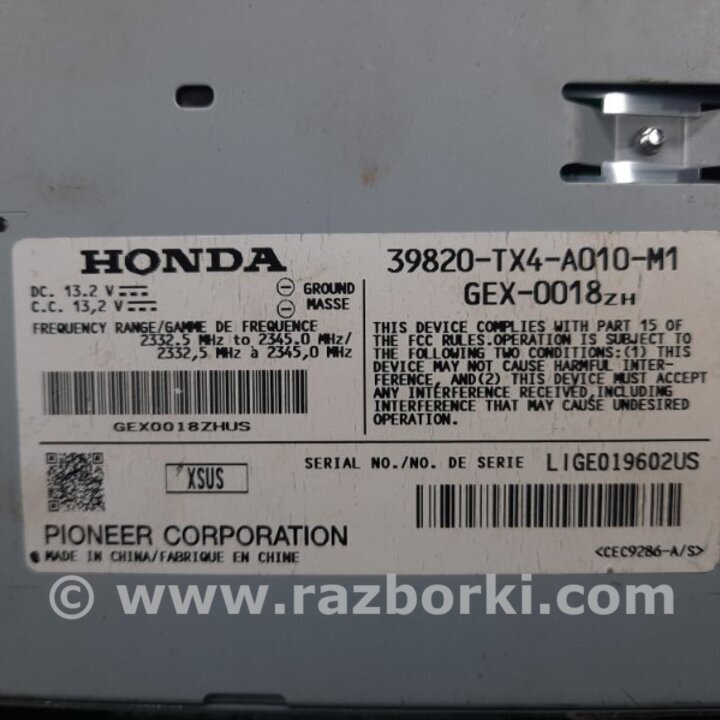 HONDA
39820-TX4-A010-M1
GEX-0018ZH
DC. 13.2 V
C.C. 13,2 V
GROUND
MASSE
FREQUENCY RANGE/GAMME DE FREQUENCE
2332.5 MHz to 2345.0 MHz/
2332,5 MHz à 2345,0 MHz
THIS DEVICE COMPLIES WITH PART 15 OF
THE FCC RULES.OPERATION IS SUBJECT TO
THE FOLLOWING TWO CONDITIONS:(1) THIS
DEVICE MAY NOT CAUSE HARMFUL INTER-
FERENCE, AND(2) THIS DEVICE MUST ACCEPT
ANY INTERFERENCE RECEIVED,INCLUDING
INTERFERENCE THAT MAY CAUSE UNDESIRED
OPERATION.
GEX0018ZHUS
XSUS
SERIAL NO./NO. DE SERIE LIGE019602US
PIONEER CORPORATION
MADE IN CHINA/FABRIQUE EN CHINE
<CEC9286-A/S>
© www.razborki.com